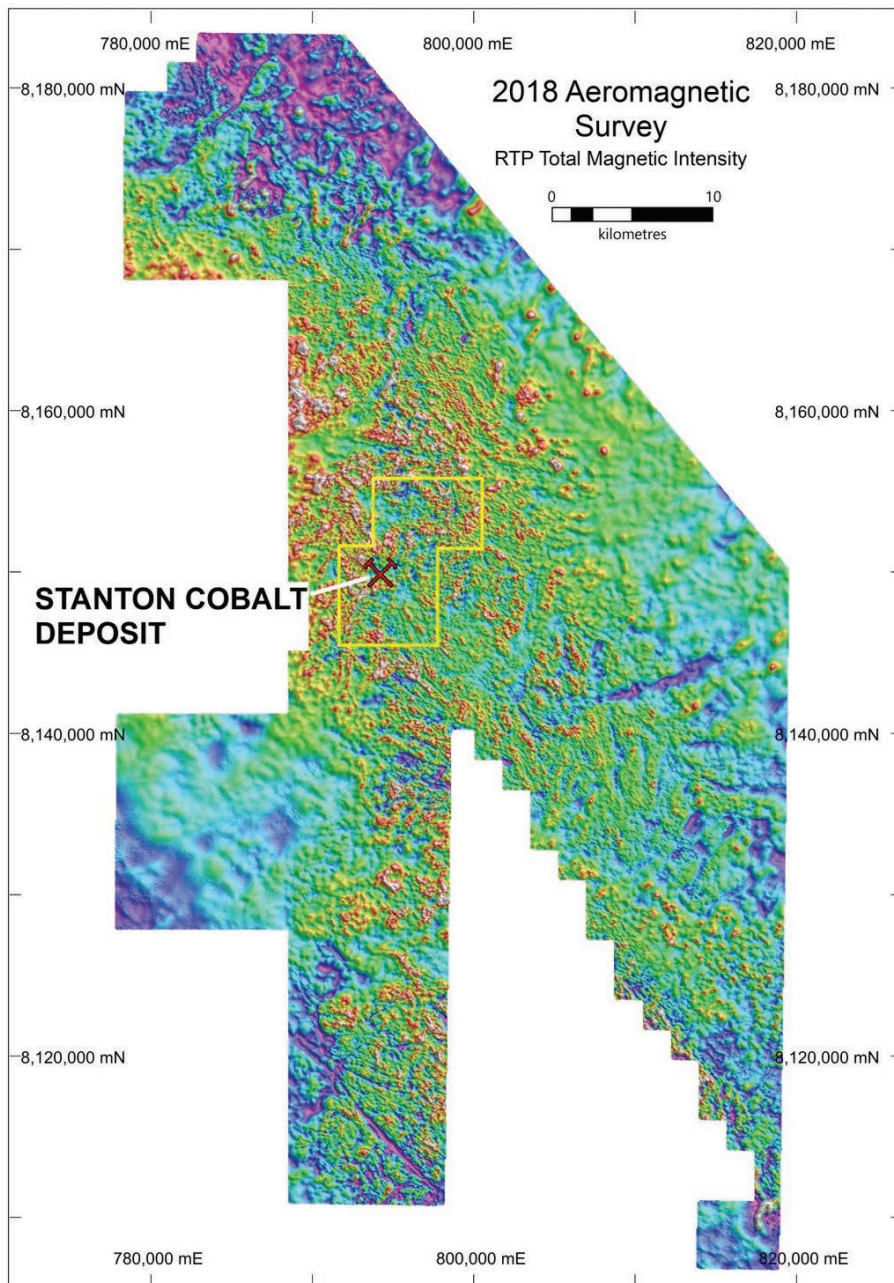 780,000 mE 800,000 mE 820,000 mE
8,180,000 mN 8,180,000 mN
2018 Aeromagnetic
Survey
RTP Total Magnetic Intensity
0 10
kilometres
8,160,000 mN 8,160,000 mN
STANTON COBALT
DEPOSIT
8,140,000 mN 8,140,000 mN
8,120,000 mN 8,120,000 mN
780,000 mE 800,000 mE 820,000 mE